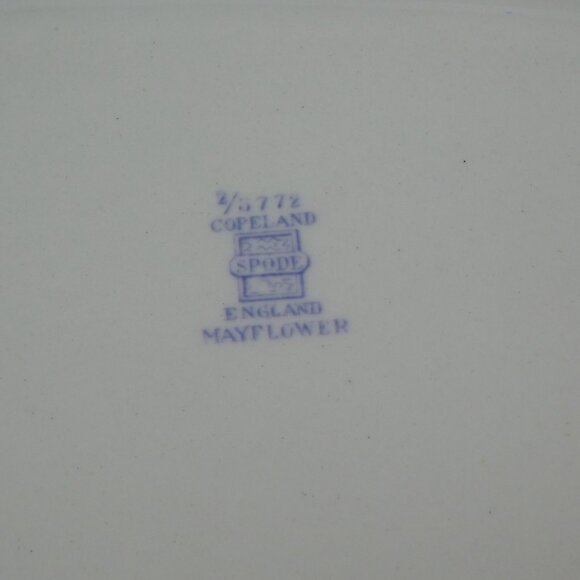 2/5772
COPELAND
SPODE
ENGLAND
MAYFLOWER